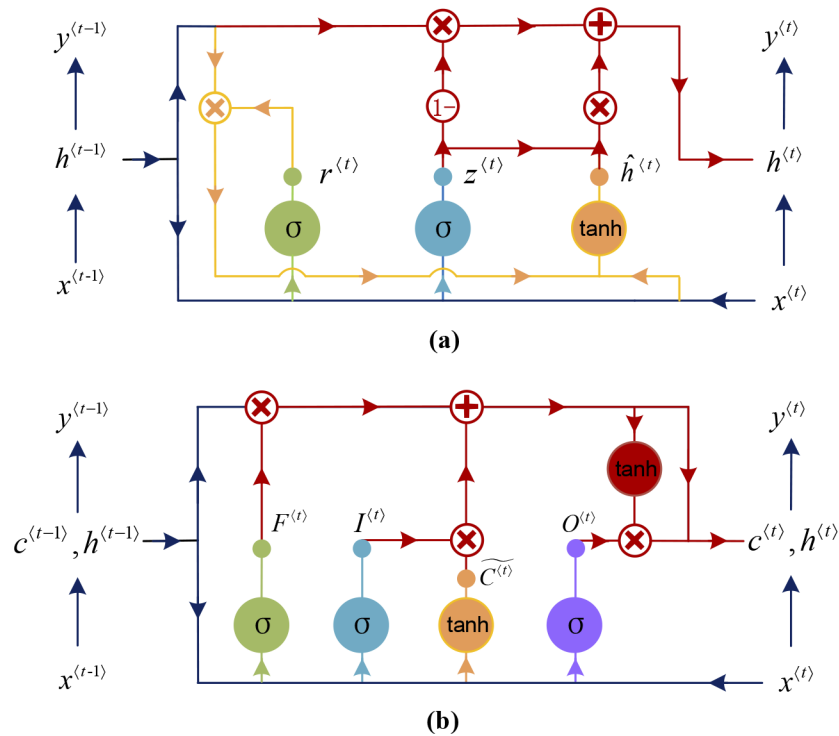 y⟨t-1⟩ y⟨t⟩
1−
h⟨t-1⟩ r⟨t⟩ z⟨t⟩ ĥ⟨t⟩ h⟨t⟩
σ σ tanh
x⟨t-1⟩ x⟨t⟩
(a)
y⟨t-1⟩ y⟨t⟩
tanh
F⟨t⟩ I⟨t⟩ O⟨t⟩
c⟨t-1⟩, h⟨t-1⟩ c⟨t⟩, h⟨t⟩
C͂⟨t⟩
σ σ tanh σ
x⟨t-1⟩ x⟨t⟩
(b)